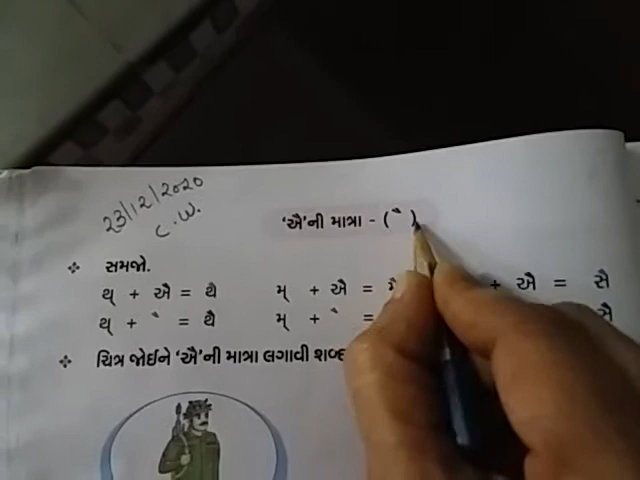 23/12/2020
C.W.
'ઐ'ની માત્રા - ( ૈ )
❖ સમજો.
થ્ + ઐ = થૈ મ્ + ઐ = + ઐ = સૈ
થ્ + ૈ = થૈ મ્ + ૈ = સૈ
❖ ચિત્ર જોઈને 'ઐ'ની માત્રા લગાવી